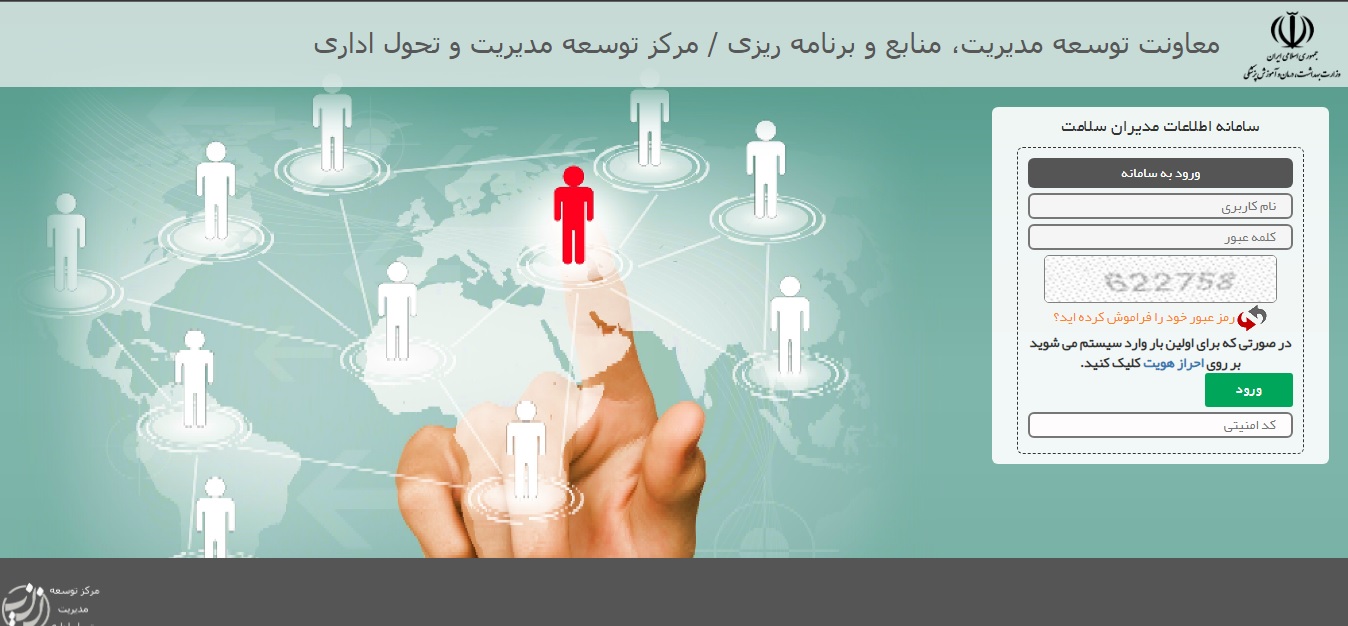 معاونت توسعه مدیریت، منابع و برنامه ریزی / مرکز توسعه مدیریت و تحول اداری
جمهوری اسلامی ایران
وزارت بهداشت، درمان و آموزش پزشکی
سامانه اطلاعات مدیران سلامت
ورود به سامانه
نام کاربری
کلمه عبور
622758
رمز عبور خود را فراموش کرده اید؟
در صورتی که برای اولین بار وارد سیستم می شوید
بر روی احراز هویت کلیک کنید.
ورود
کد امنیتی
مرکز توسعه
مدیریت